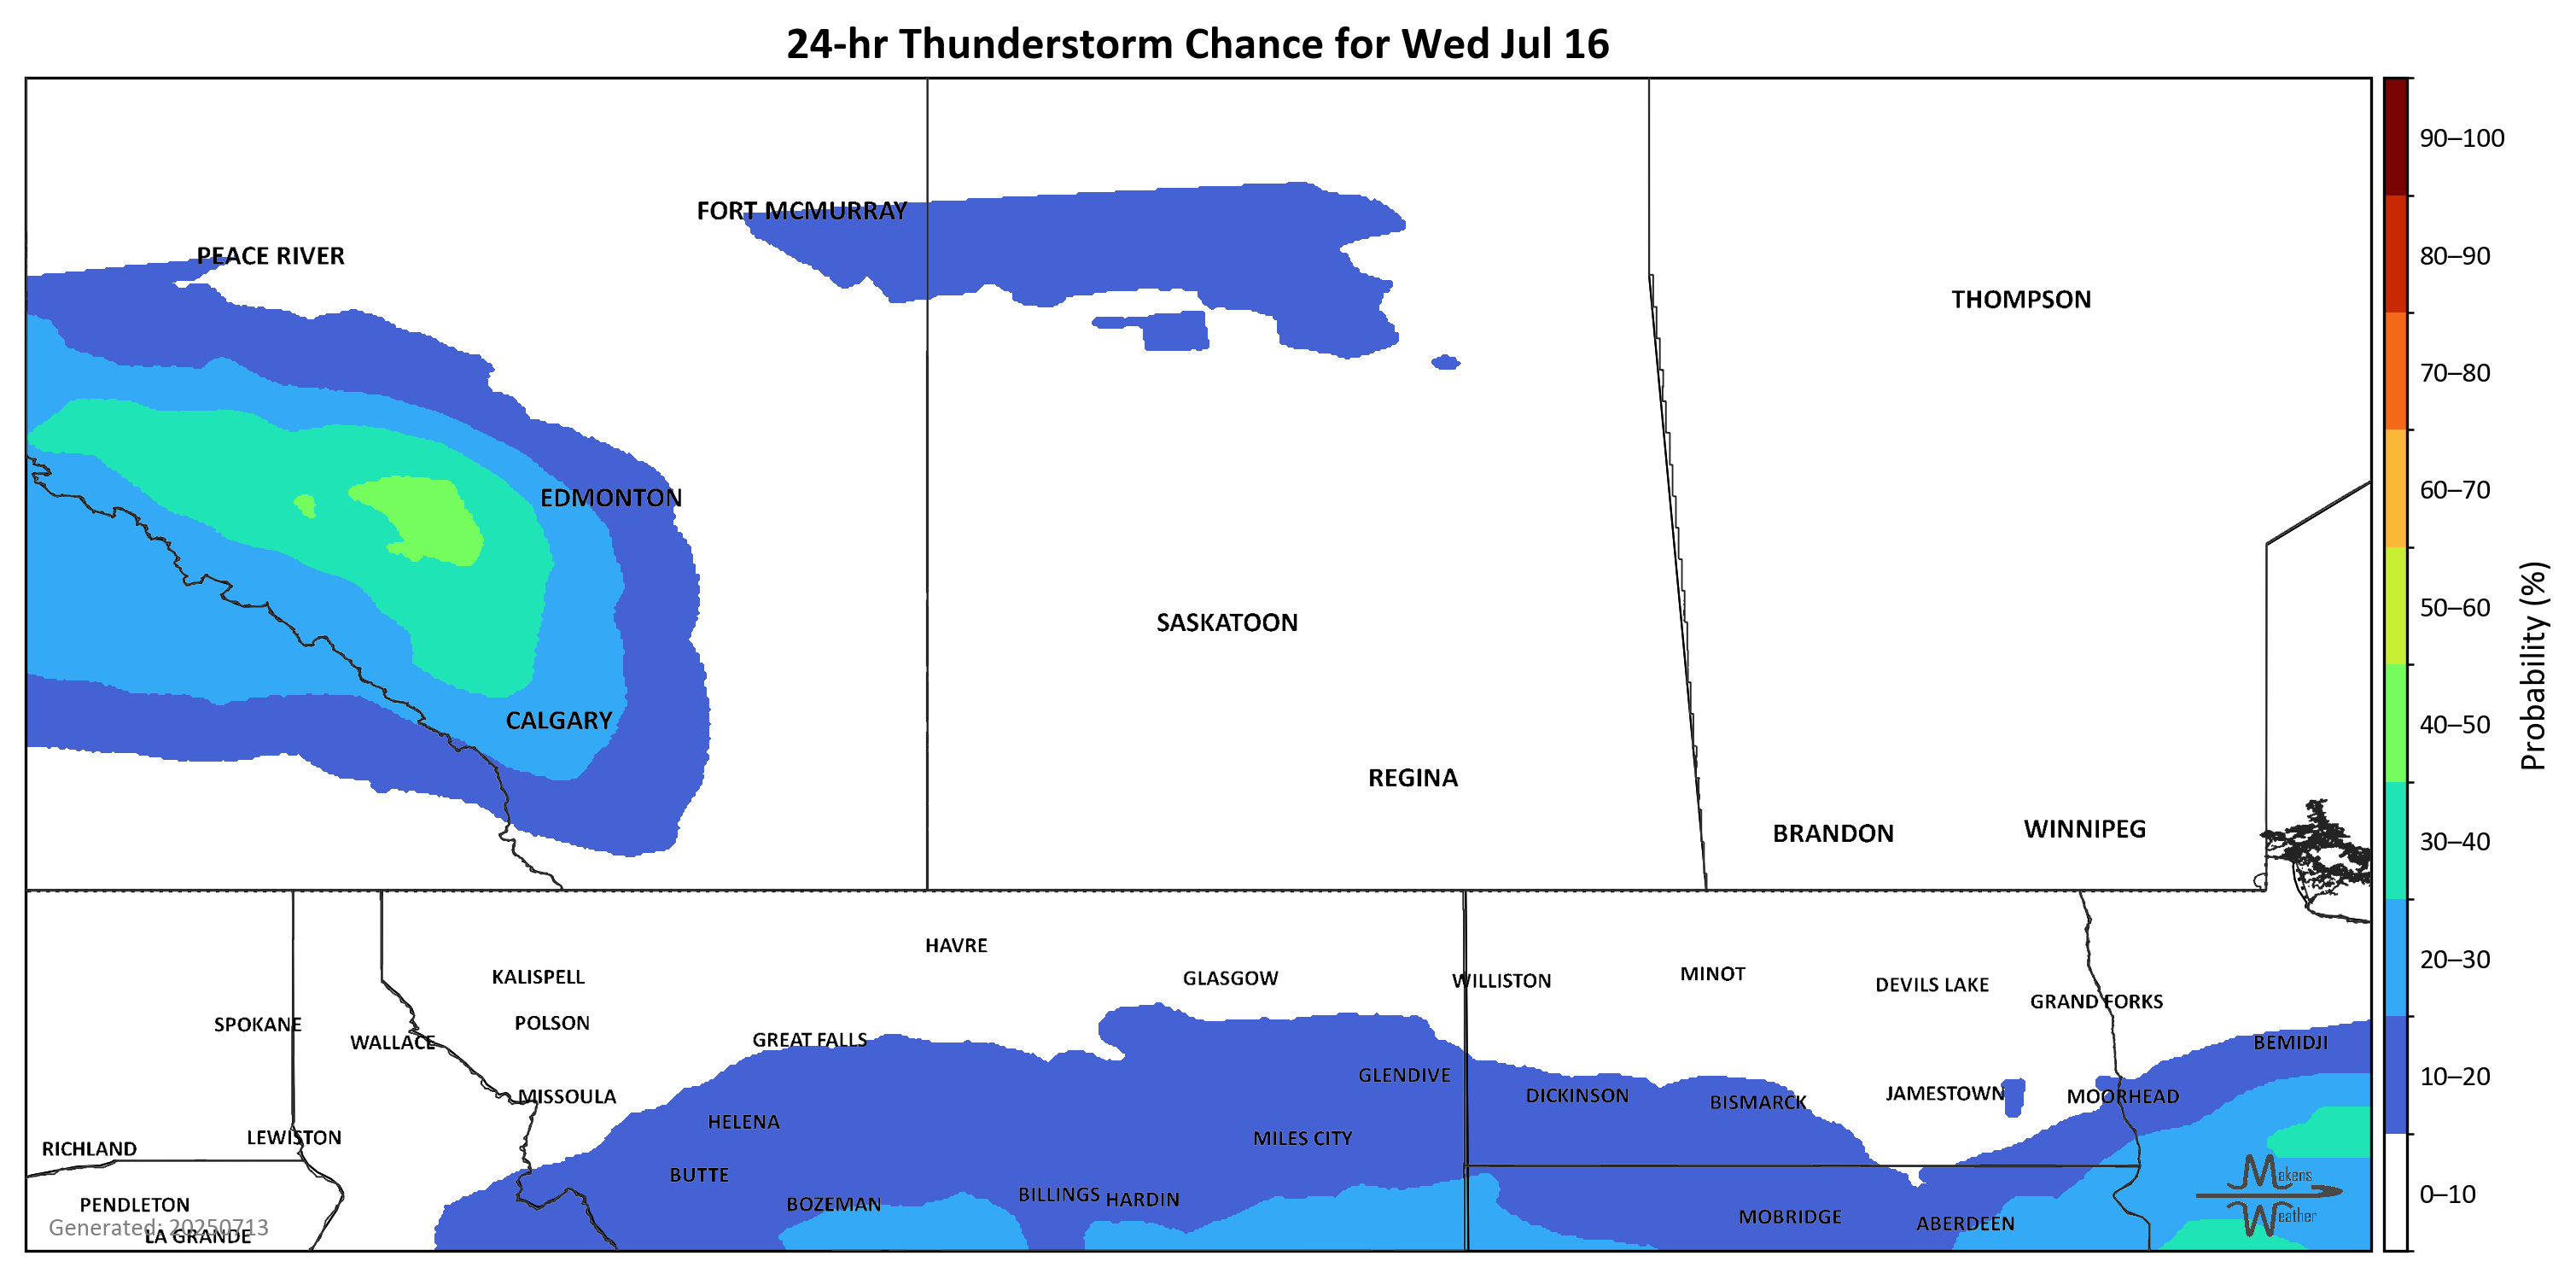 24-hr Thunderstorm Chance for Wed Jul 16
90–100
FORT MCMURRAY
PEACE RIVER
80–90
THOMPSON
70–80
EDMONTON
60–70
50–60
SASKATOON
Probability (%)
CALGARY
40–50
REGINA
BRANDON
WINNIPEG
30–40
HAVRE
20–30
KALISPELL
GLASGOW
WILLISTON
MINOT
DEVILS LAKE
GRAND FORKS
SPOKANE
POLSON
WALLACE
GREAT FALLS
BEMIDJI
GLENDIVE
10–20
MISSOULA
DICKINSON
BISMARCK
JAMESTOWN
MOORHEAD
HELENA
LEWISTON
MILES CITY
RICHLAND
BUTTE
Makens
BILLINGS
HARDIN
0–10
PENDLETON
BOZEMAN
MOBRIDGE
ABERDEEN
Weather
Generated: 20250713
LA GRANDE